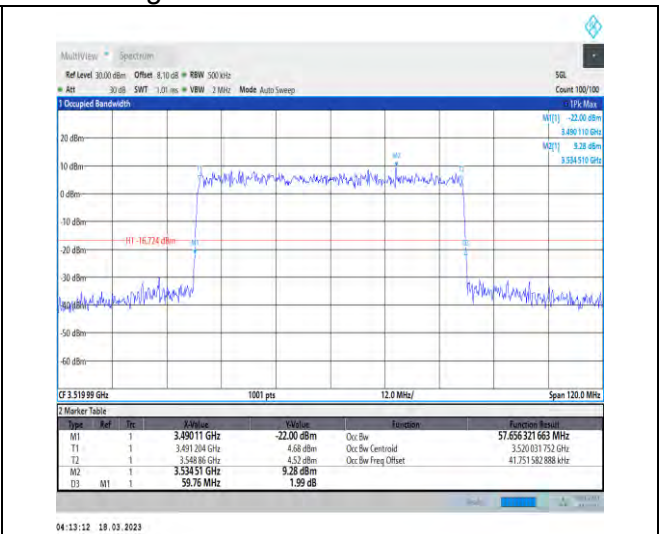 MultiView Spectrum
Ref Level 30.00 dBm Offset 8.10 dB RBW 500 kHz SGL
Att 30 dB SWT 1.01 ms VBW 2 MHz Mode Auto Sweep Count 100/100
1 Occupied Bandwidth 1Pk Max
M1[1] -22.00 dBm
3.490 110 GHz
M2[1] 9.28 dBm
3.534 510 GHz
20 dBm
M2
10 dBm
0 dBm
-10 dBm
H1 -16.724 dBm
M1
-20 dBm
-30 dBm
-40 dBm
-50 dBm
-60 dBm
CF 3.519 99 GHz 1001 pts 12.0 MHz/ Span 120.0 MHz
2 Marker Table
Type Ref Trc X-Value Y-Value Function Function Result
M1 1 3.490 11 GHz -22.00 dBm Occ Bw 57.656 321 663 MHz
T1 1 3.491 204 GHz 4.68 dBm Occ Bw Centroid 3.520 031 752 GHz
T2 1 3.548 86 GHz 4.52 dBm Occ Bw Freq Offset 41.751 582 888 kHz
M2 1 3.534 51 GHz 9.28 dBm
D3 M1 1 59.76 MHz 1.99 dB
04:13:12 18.03.2023